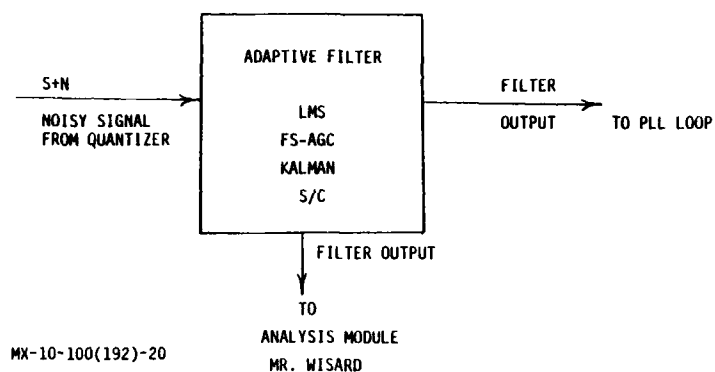 ADAPTIVE FILTER
LMS
FS-AGC
KALMAN
S/C
S+N
NOISY SIGNAL
FROM QUANTIZER
FILTER
OUTPUT
TO PLL LOOP
FILTER OUTPUT
TO
ANALYSIS MODULE
MR. WISARD
MX-10-100(192)-20